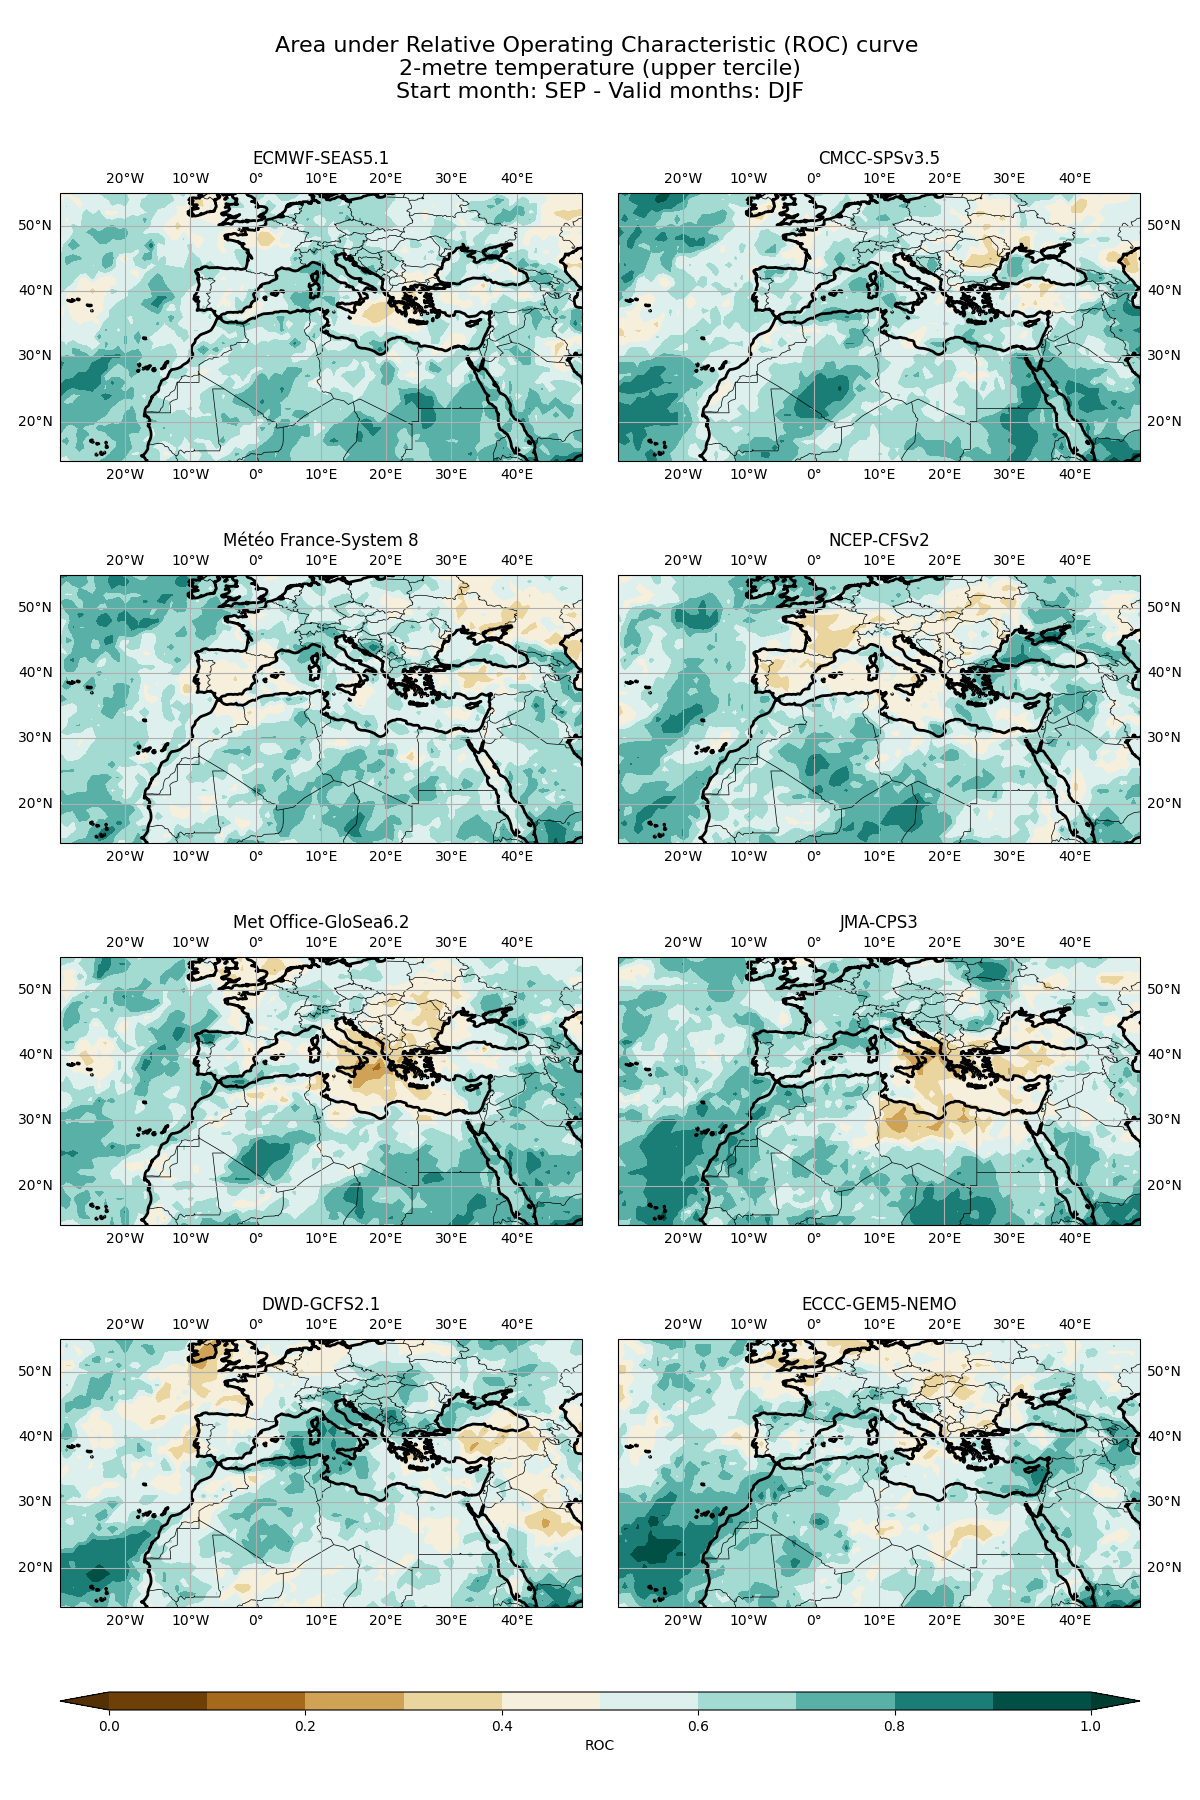 Area under Relative Operating Characteristic (ROC) curve
2-metre temperature (upper tercile)
Start month: SEP - Valid months: DJF
ECMWF-SEAS5.1
20°W 10°W 0° 10°E 20°E 30°E 40°E
50°N
40°N
30°N
20°N
20°W 10°W 0° 10°E 20°E 30°E 40°E
CMCC-SPSv3.5
20°W 10°W 0° 10°E 20°E 30°E 40°E
50°N
40°N
30°N
20°N
20°W 10°W 0° 10°E 20°E 30°E 40°E
Météo France-System 8
20°W 10°W 0° 10°E 20°E 30°E 40°E
50°N
40°N
30°N
20°N
20°W 10°W 0° 10°E 20°E 30°E 40°E
NCEP-CFSv2
20°W 10°W 0° 10°E 20°E 30°E 40°E
50°N
40°N
30°N
20°N
20°W 10°W 0° 10°E 20°E 30°E 40°E
Met Office-GloSea6.2
20°W 10°W 0° 10°E 20°E 30°E 40°E
50°N
40°N
30°N
20°N
20°W 10°W 0° 10°E 20°E 30°E 40°E
JMA-CPS3
20°W 10°W 0° 10°E 20°E 30°E 40°E
50°N
40°N
30°N
20°N
20°W 10°W 0° 10°E 20°E 30°E 40°E
DWD-GCFS2.1
20°W 10°W 0° 10°E 20°E 30°E 40°E
50°N
40°N
30°N
20°N
20°W 10°W 0° 10°E 20°E 30°E 40°E
ECCC-GEM5-NEMO
20°W 10°W 0° 10°E 20°E 30°E 40°E
50°N
40°N
30°N
20°N
20°W 10°W 0° 10°E 20°E 30°E 40°E
0.0 0.2 0.4 0.6 0.8 1.0
ROC